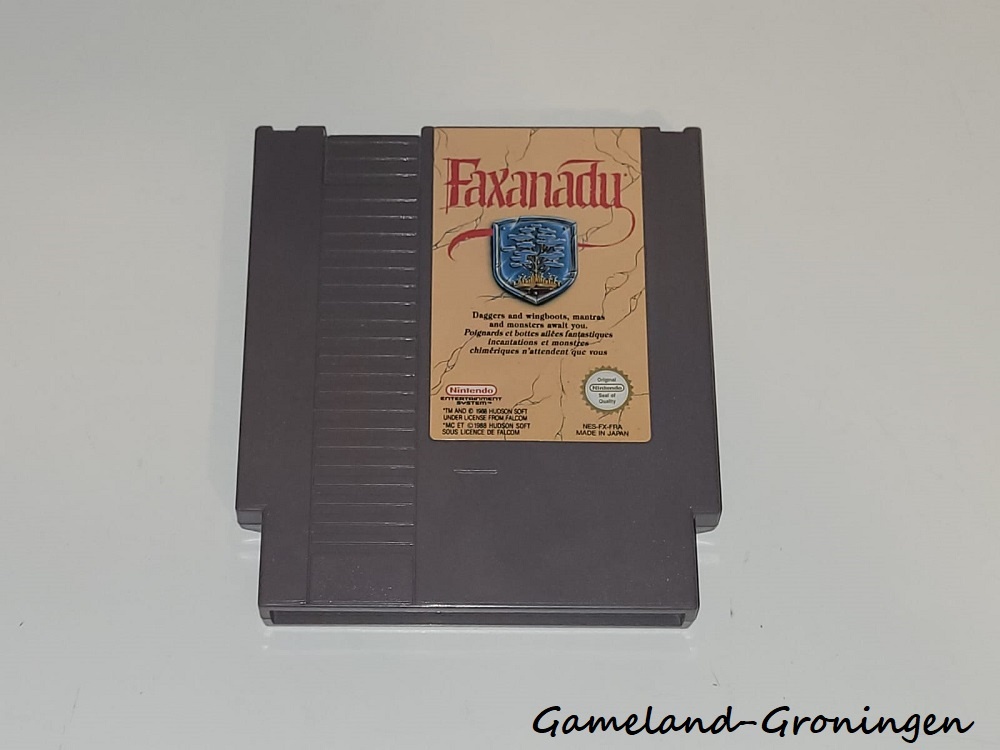 Faxanadu
Daggers and wingboots, mantras
and monsters await you.
Poignards et bottes ailées fantastiques
incantations et monstres
chimériques n'attendent que vous
Nintendo
ENTERTAINMENT
SYSTEM™
™TM AND © 1988 HUDSON SOFT
UNDER LICENSE FROM FALCOM
*MC ET © 1988 HUDSON SOFT
SOUS LICENCE DE FALCOM
Original
Nintendo
Seal of
Quality
NES-FX-FRA
MADE IN JAPAN
Gameland-Groningen